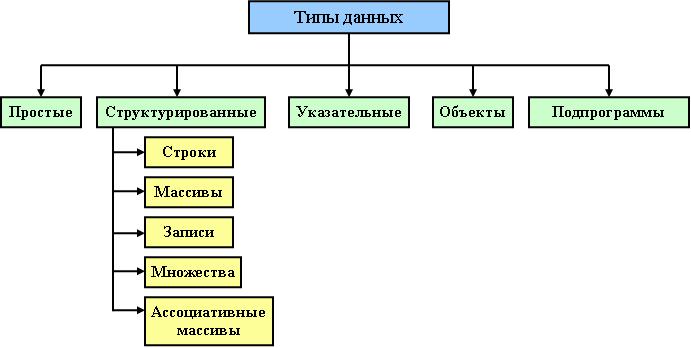 Типы данных
Простые
Структурированные
Указательные
Объекты
Подпрограммы
Строки
Массивы
Записи
Множества
Ассоциативные
массивы